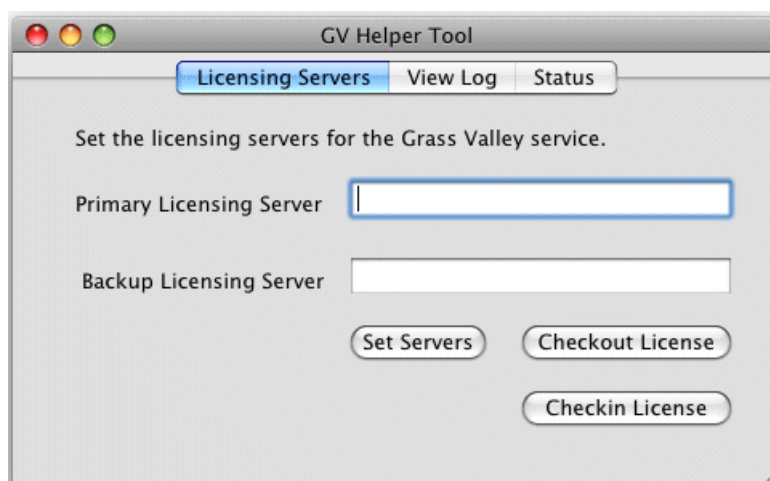 GV Helper Tool
Licensing Servers View Log Status
Set the licensing servers for the Grass Valley service.
Primary Licensing Server
Backup Licensing Server
Set Servers Checkout License
Checkin License